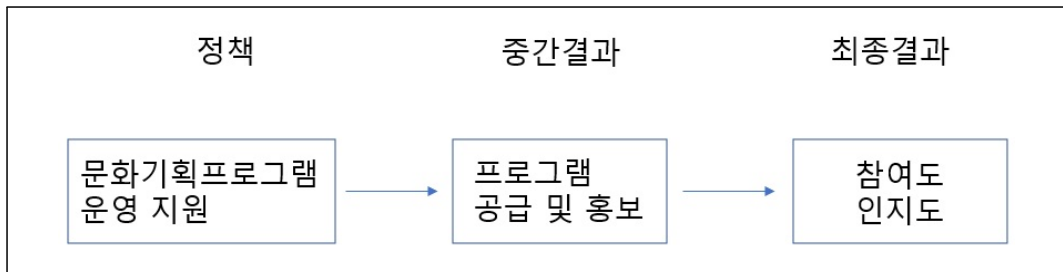 정책
중간결과
최종결과
문화기획프로그램
운영 지원
프로그램
공급 및 홍보
참여도
인지도